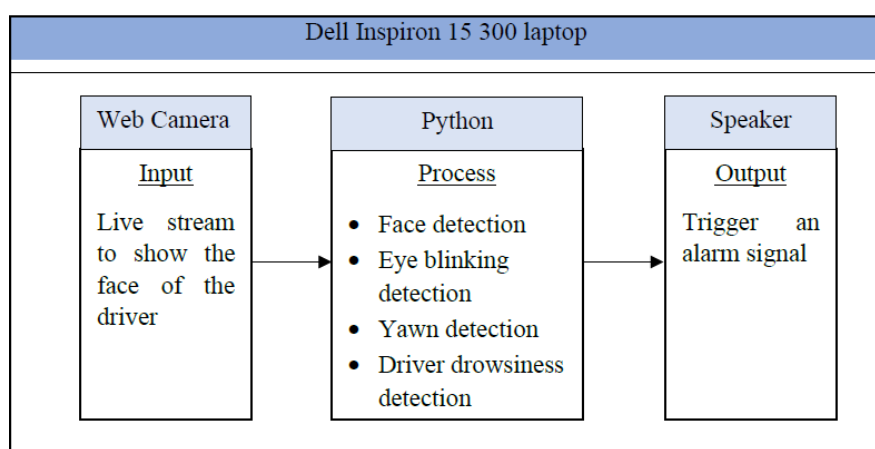 Dell Inspiron 15 300 laptop
Web Camera
Input
Live stream
to show the
face of the
driver
Python
Process
• Face detection
• Eye blinking
detection
• Yawn detection
• Driver drowsiness
detection
Speaker
Output
Trigger an
alarm signal